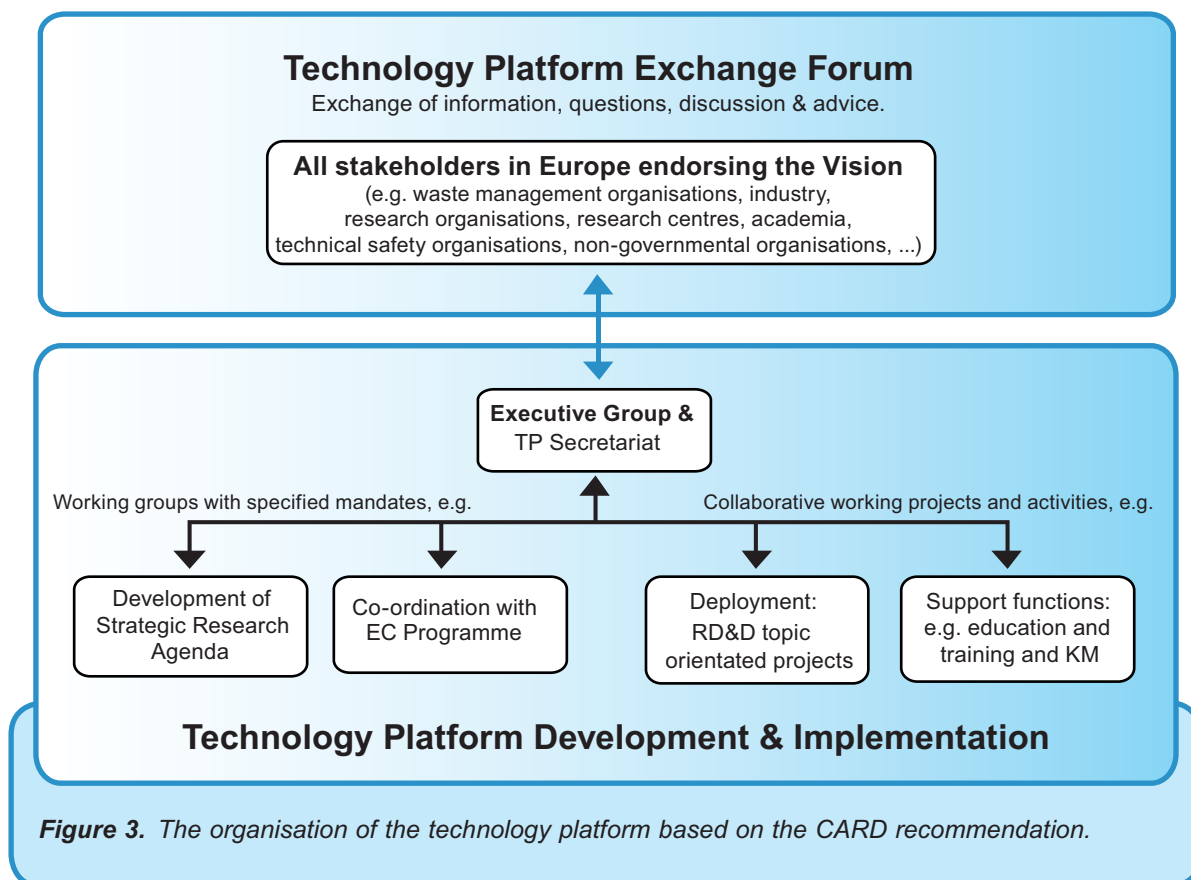 Technology Platform Exchange Forum
Exchange of information, questions, discussion & advice.
All stakeholders in Europe endorsing the Vision
(e.g. waste management organisations, industry,
research organisations, research centres, academia,
technical safety organisations, non-governmental organisations, ...)
Executive Group &
TP Secretariat
Working groups with specified mandates, e.g.
Collaborative working projects and activities, e.g.
Development of
Strategic Research
Agenda
Co-ordination with
EC Programme
Deployment:
RD&D topic
orientated projects
Support functions:
e.g. education and
training and KM
Technology Platform Development & Implementation
Figure 3. The organisation of the technology platform based on the CARD recommendation.